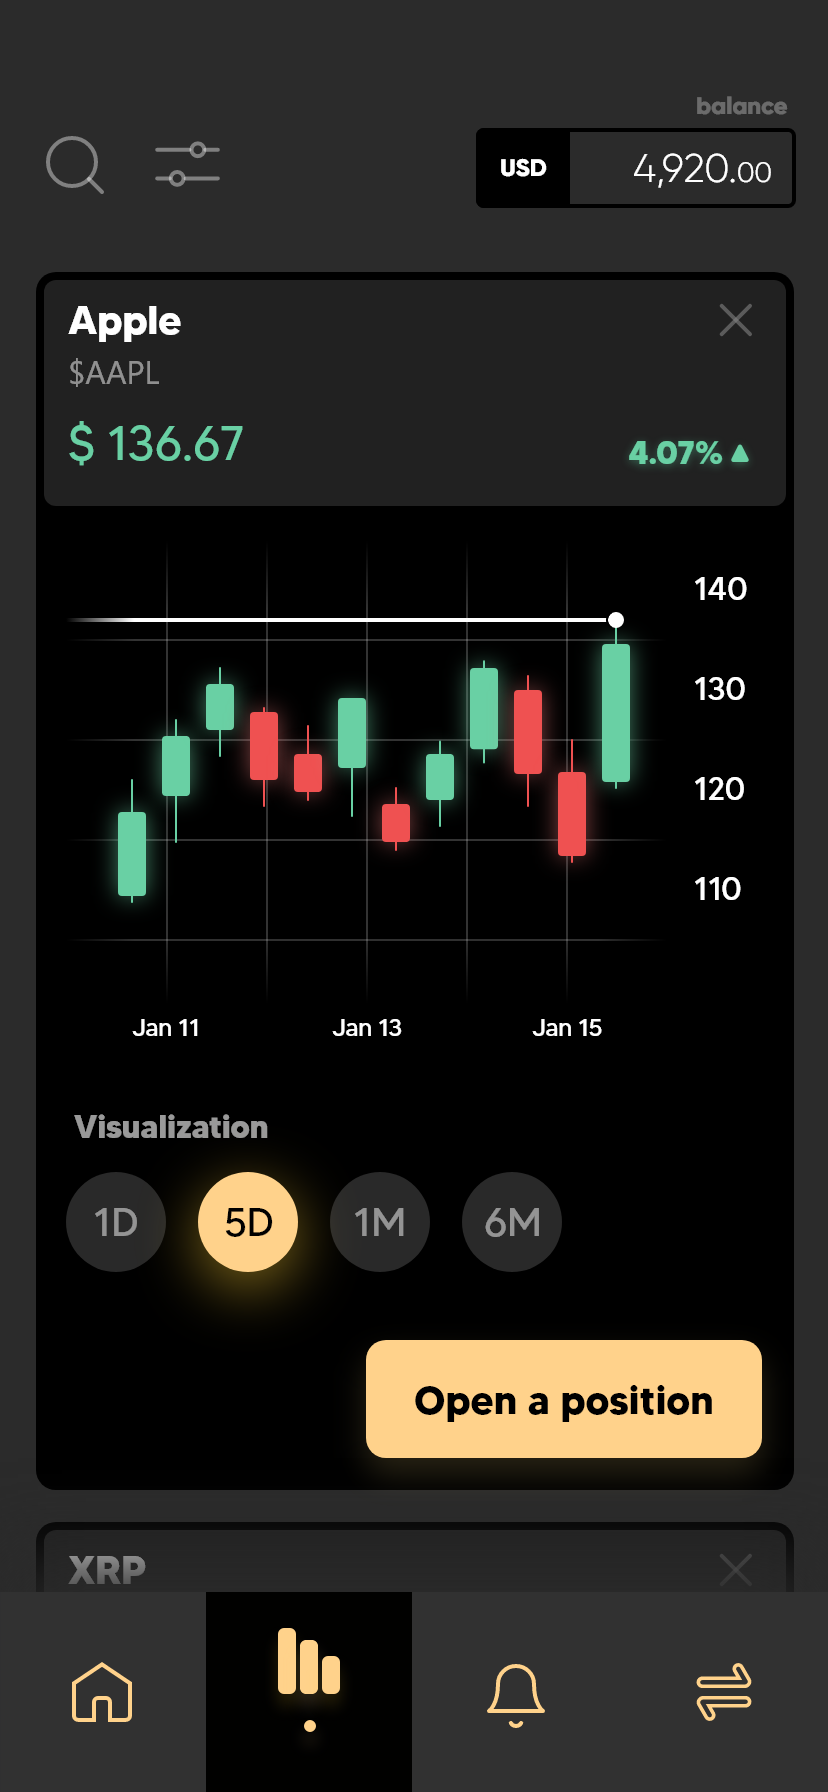 balance
USD 4,920.00
Apple
$AAPL
$ 136.67 4.07%
140
130
120
110
Jan 11 Jan 13 Jan 15
Visualization
1D 5D 1M 6M
Open a position
XRP